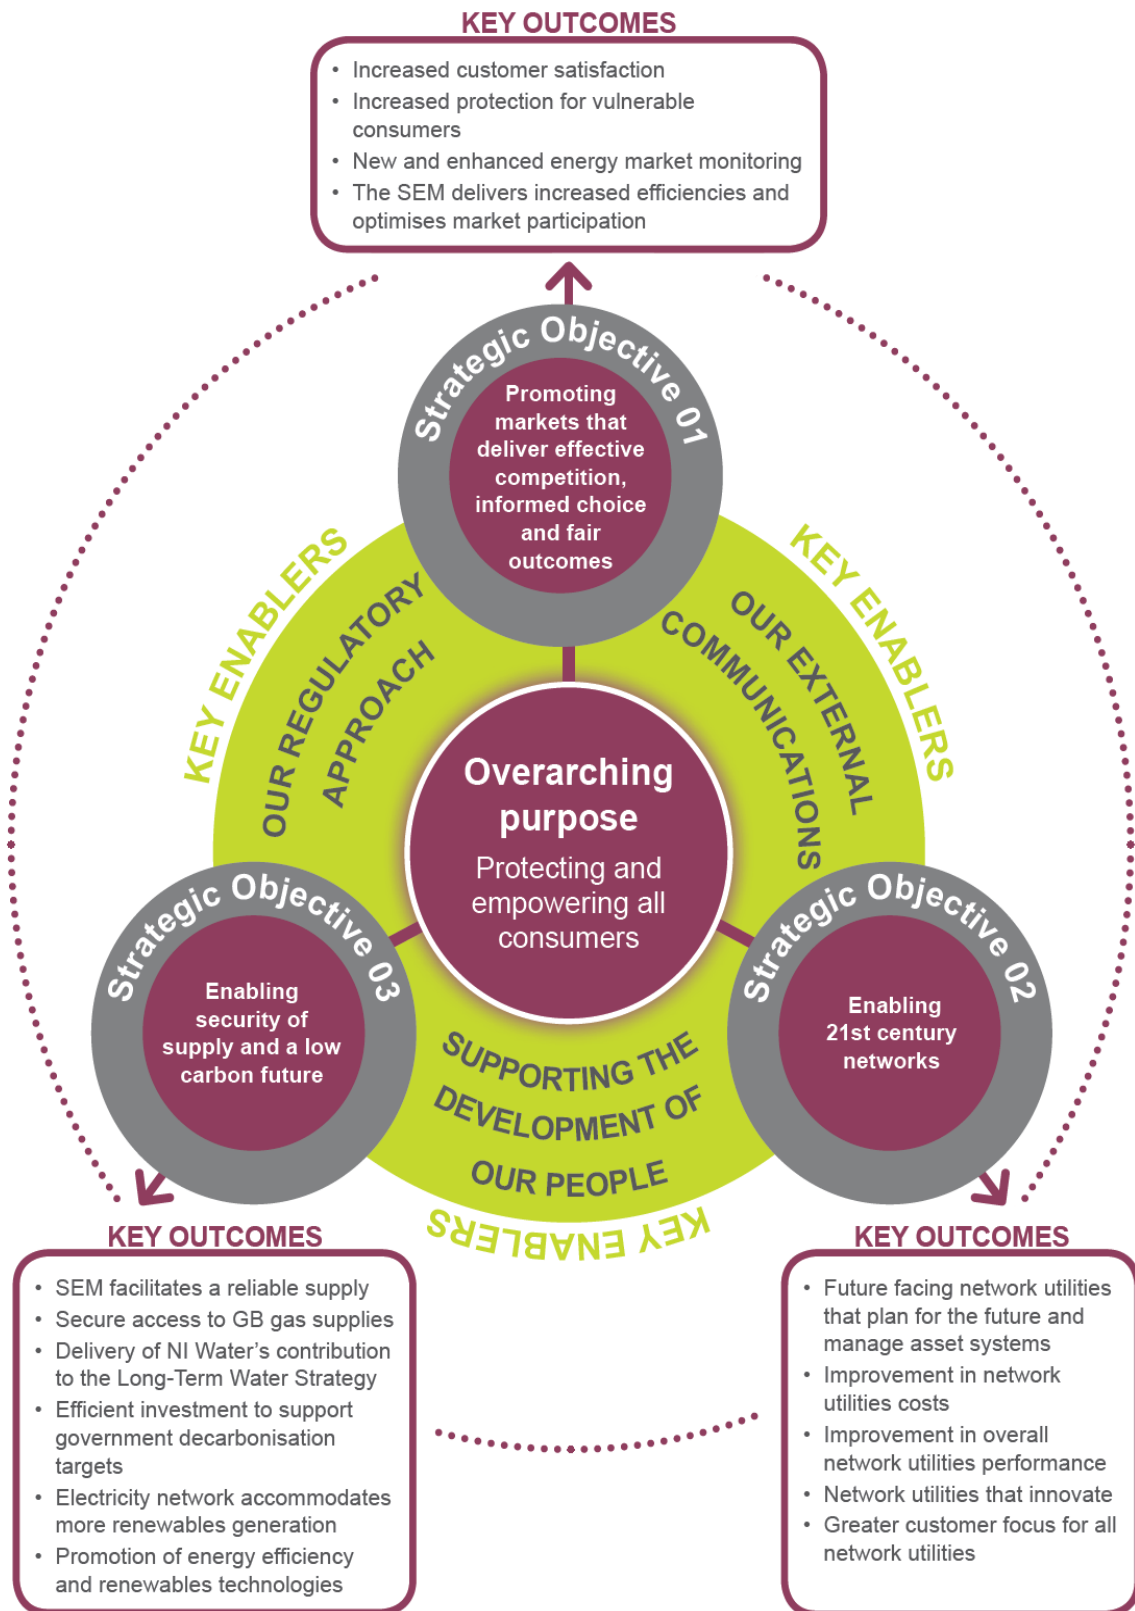 KEY OUTCOMES
• Increased customer satisfaction
• Increased protection for vulnerable
consumers
• New and enhanced energy market monitoring
• The SEM delivers increased efficiencies and
optimises market participation
Strategic Objective 01
Promoting
markets that
deliver effective
competition,
informed choice
and fair
outcomes
KEY ENABLERS
OUR REGULATORY
APPROACH
KEY ENABLERS
OUR EXTERNAL
COMMUNICATIONS
Overarching
purpose
Protecting and
empowering all
consumers
Strategic Objective 03
Enabling
security of
supply and a low
carbon future
Strategic Objective 02
Enabling
21st century
networks
SUPPORTING THE
DEVELOPMENT OF
OUR PEOPLE
KEY ENABLERS
KEY OUTCOMES
• SEM facilitates a reliable supply
• Secure access to GB gas supplies
• Delivery of NI Water’s contribution
to the Long-Term Water Strategy
• Efficient investment to support
government decarbonisation
targets
• Electricity network accommodates
more renewables generation
• Promotion of energy efficiency
and renewables technologies
KEY OUTCOMES
• Future facing network utilities
that plan for the future and
manage asset systems
• Improvement in network
utilities costs
• Improvement in overall
network utilities performance
• Network utilities that innovate
• Greater customer focus for all
network utilities